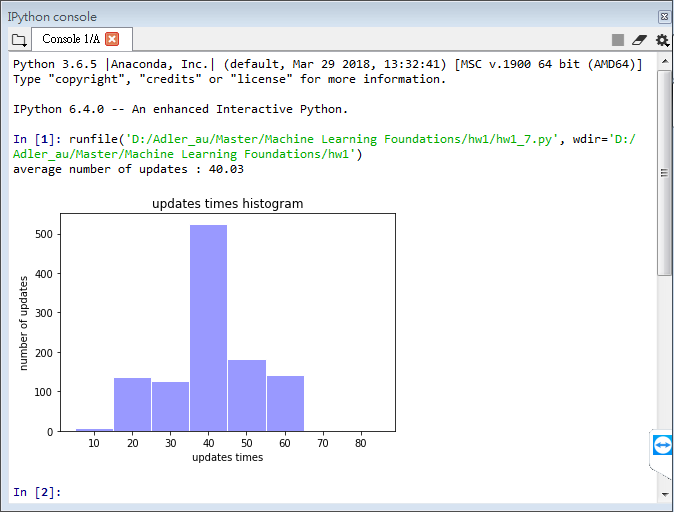 IPython console
Console 1/A
Python 3.6.5 |Anaconda, Inc.| (default, Mar 29 2018, 13:32:41) [MSC v.1900 64 bit (AMD64)]
Type "copyright", "credits" or "license" for more information.
IPython 6.4.0 -- An enhanced Interactive Python.
In [1]: runfile('D:/Adler_au/Master/Machine Learning Foundations/hw1/hw1_7.py', wdir='D:/
Adler_au/Master/Machine Learning Foundations/hw1')
average number of updates : 40.03
updates times histogram
500
400
300
200
100
0
number of updates
10 20 30 40 50 60 70 80
updates times
In [2]: